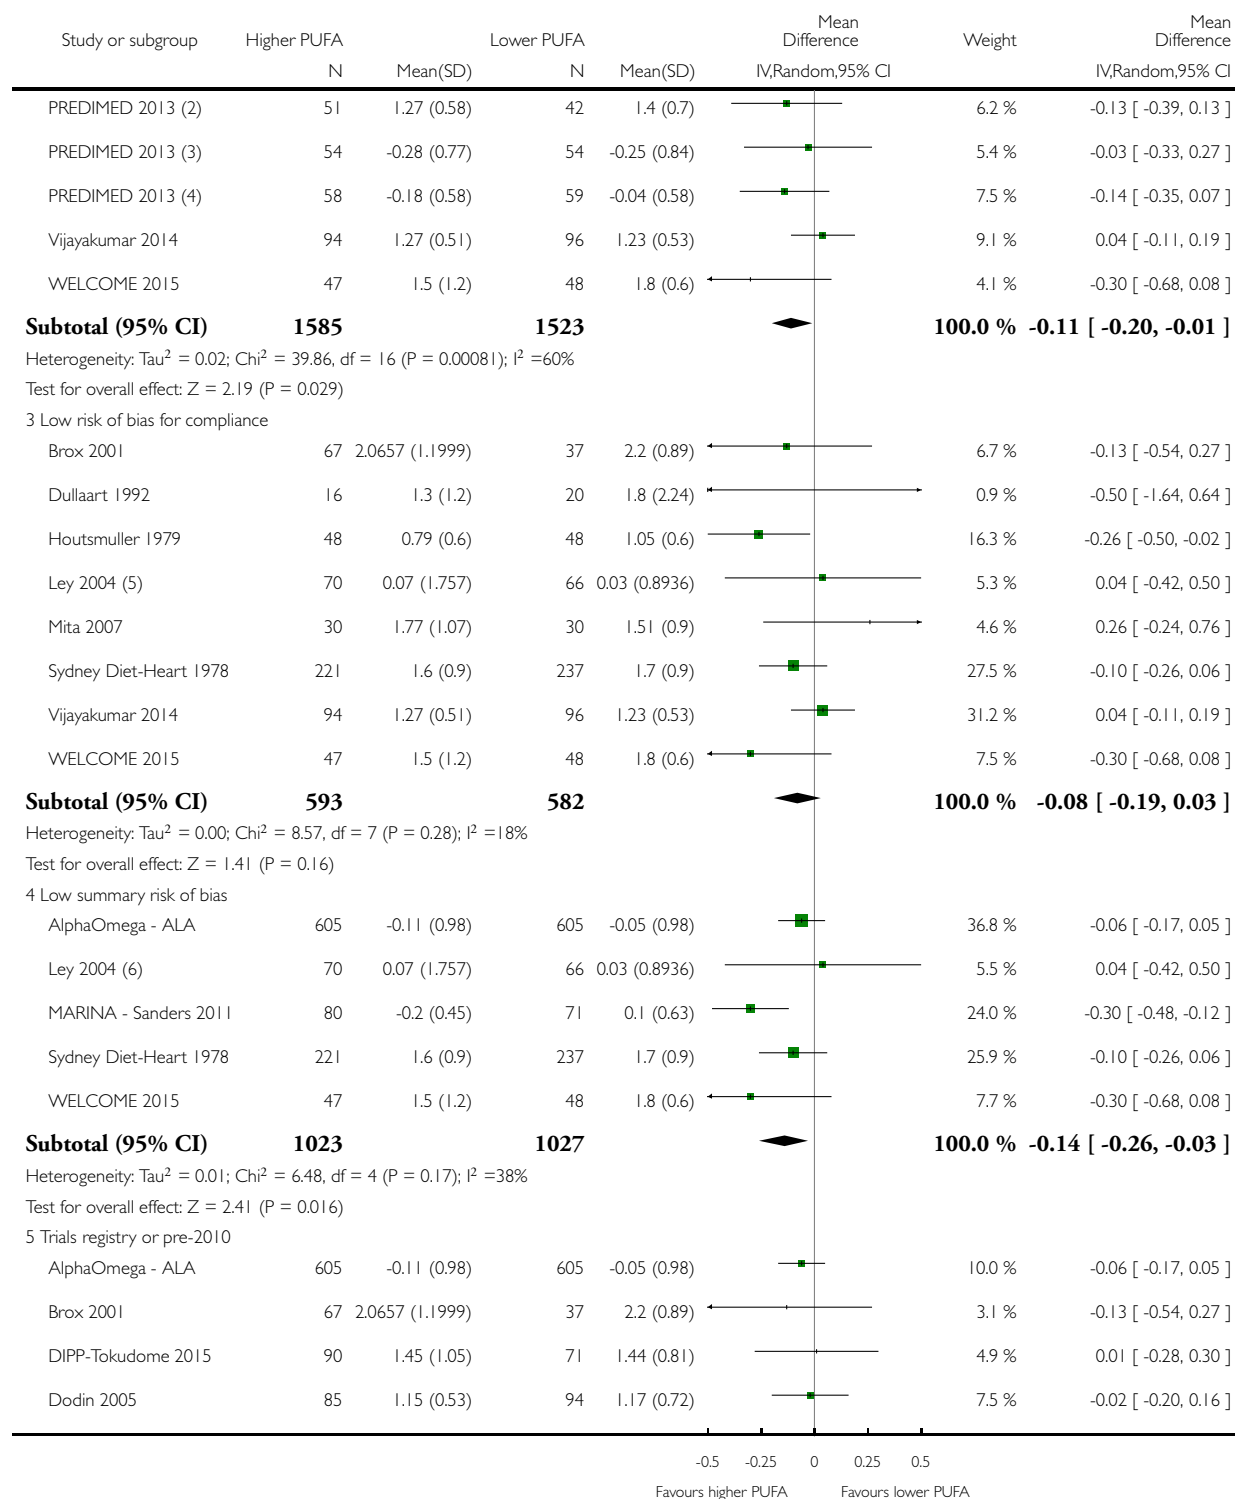 Study or subgroup Higher PUFA Lower PUFA Mean Difference Weight Mean Difference
N Mean(SD) N Mean(SD) IV,Random,95% CI IV,Random,95% CI
PREDIMED 2013 (2) 51 1.27 (0.58) 42 1.4 (0.7) 6.2 % -0.13 [ -0.39, 0.13 ]
PREDIMED 2013 (3) 54 -0.28 (0.77) 54 -0.25 (0.84) 5.4 % -0.03 [ -0.33, 0.27 ]
PREDIMED 2013 (4) 58 -0.18 (0.58) 59 -0.04 (0.58) 7.5 % -0.14 [ -0.35, 0.07 ]
Vijayakumar 2014 94 1.27 (0.51) 96 1.23 (0.53) 9.1 % 0.04 [ -0.11, 0.19 ]
WELCOME 2015 47 1.5 (1.2) 48 1.8 (0.6) 4.1 % -0.30 [ -0.68, 0.08 ]
Subtotal (95% CI) 1585 1523 100.0 % -0.11 [ -0.20, -0.01 ]
Heterogeneity: Tau² = 0.02; Chi² = 39.86, df = 16 (P = 0.00081); I² =60%
Test for overall effect: Z = 2.19 (P = 0.029)
3 Low risk of bias for compliance
Brox 2001 67 2.0657 (1.1999) 37 2.2 (0.89) 6.7 % -0.13 [ -0.54, 0.27 ]
Dullaart 1992 16 1.3 (1.2) 20 1.8 (2.24) 0.9 % -0.50 [ -1.64, 0.64 ]
Houtsmuller 1979 48 0.79 (0.6) 48 1.05 (0.6) 16.3 % -0.26 [ -0.50, -0.02 ]
Ley 2004 (5) 70 0.07 (1.757) 66 0.03 (0.8936) 5.3 % 0.04 [ -0.42, 0.50 ]
Mita 2007 30 1.77 (1.07) 30 1.51 (0.9) 4.6 % 0.26 [ -0.24, 0.76 ]
Sydney Diet-Heart 1978 221 1.6 (0.9) 237 1.7 (0.9) 27.5 % -0.10 [ -0.26, 0.06 ]
Vijayakumar 2014 94 1.27 (0.51) 96 1.23 (0.53) 31.2 % 0.04 [ -0.11, 0.19 ]
WELCOME 2015 47 1.5 (1.2) 48 1.8 (0.6) 7.5 % -0.30 [ -0.68, 0.08 ]
Subtotal (95% CI) 593 582 100.0 % -0.08 [ -0.19, 0.03 ]
Heterogeneity: Tau² = 0.00; Chi² = 8.57, df = 7 (P = 0.28); I² =18%
Test for overall effect: Z = 1.41 (P = 0.16)
4 Low summary risk of bias
AlphaOmega - ALA 605 -0.11 (0.98) 605 -0.05 (0.98) 36.8 % -0.06 [ -0.17, 0.05 ]
Ley 2004 (6) 70 0.07 (1.757) 66 0.03 (0.8936) 5.5 % 0.04 [ -0.42, 0.50 ]
MARINA - Sanders 2011 80 -0.2 (0.45) 71 0.1 (0.63) 24.0 % -0.30 [ -0.48, -0.12 ]
Sydney Diet-Heart 1978 221 1.6 (0.9) 237 1.7 (0.9) 25.9 % -0.10 [ -0.26, 0.06 ]
WELCOME 2015 47 1.5 (1.2) 48 1.8 (0.6) 7.7 % -0.30 [ -0.68, 0.08 ]
Subtotal (95% CI) 1023 1027 100.0 % -0.14 [ -0.26, -0.03 ]
Heterogeneity: Tau² = 0.01; Chi² = 6.48, df = 4 (P = 0.17); I² =38%
Test for overall effect: Z = 2.41 (P = 0.016)
5 Trials registry or pre-2010
AlphaOmega - ALA 605 -0.11 (0.98) 605 -0.05 (0.98) 10.0 % -0.06 [ -0.17, 0.05 ]
Brox 2001 67 2.0657 (1.1999) 37 2.2 (0.89) 3.1 % -0.13 [ -0.54, 0.27 ]
DIPP-Tokudome 2015 90 1.45 (1.05) 71 1.44 (0.81) 4.9 % 0.01 [ -0.28, 0.30 ]
Dodin 2005 85 1.15 (0.53) 94 1.17 (0.72) 7.5 % -0.02 [ -0.20, 0.16 ]
-0.5 -0.25 0 0.25 0.5
Favours higher PUFA Favours lower PUFA